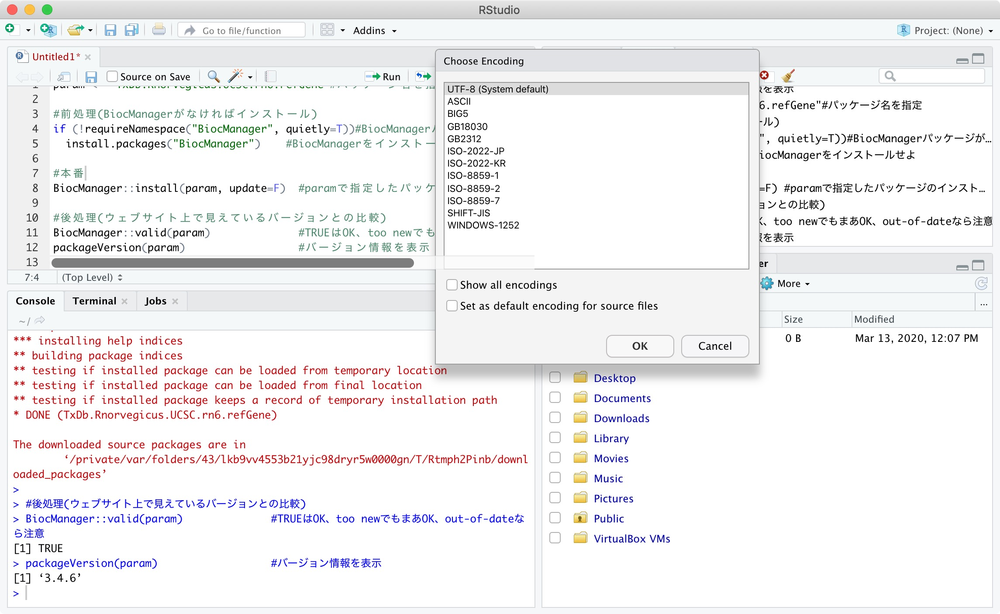 RStudio
Go to file/function
Addins
Project: (None)
Untitled1*
Source on Save
Run
1
2
3 #前処理(BiocManagerがなければインストール)
4 if (!requireNamespace("BiocManager", quietly=T))#BiocManager
5 install.packages("BiocManager") #BiocManagerをインストー
6
7 #本番
8 BiocManager::install(param, update=F) #paramで指定したパッケ
9
10 #後処理(ウェブサイト上で見えているバージョンとの比較)
11 BiocManager::valid(param) #TRUEはOK、too newでも
12 packageVersion(param) #バージョン情報を表示
13
7:4 (Top Level)
Choose Encoding
UTF-8 (System default)
ASCII
BIG5
GB18030
GB2312
ISO-2022-JP
ISO-2022-KR
ISO-8859-1
ISO-8859-2
ISO-8859-7
SHIFT-JIS
WINDOWS-1252
Show all encodings
Set as default encoding for source files
OK
Cancel
を表示
6.refGene"#パッケージ名を指定
ール)
", quietly=T))#BiocManagerパッケージが...
iocManagerをインストールせよ
=F) #paramで指定したパッケージのインスト...
ョンとの比較)
、too newでもまあOK、out-of-dateなら注意
を表示
er
More
...
Size
Modified
0 B
Mar 13, 2020, 12:07 PM
Desktop
Documents
Downloads
Library
Movies
Music
Pictures
Public
VirtualBox VMs
Console
Terminal
Jobs
~/
*** installing help indices
** building package indices
** testing if installed package can be loaded from temporary location
** testing if installed package can be loaded from final location
** testing if installed package keeps a record of temporary installation path
* DONE (TxDb.Rnorvegicus.UCSC.rn6.refGene)
The downloaded source packages are in
‘/private/var/folders/43/lkb9vv4553b21yjc98dryr5w0000gn/T/Rtmph2Pinb/downl
oaded_packages’
>
> #後処理(ウェブサイト上で見えているバージョンとの比較)
> BiocManager::valid(param) #TRUEはOK、too newでもまあOK、out-of-dateな
ら注意
[1] TRUE
> packageVersion(param) #バージョン情報を表示
[1] ‘3.4.6’
>